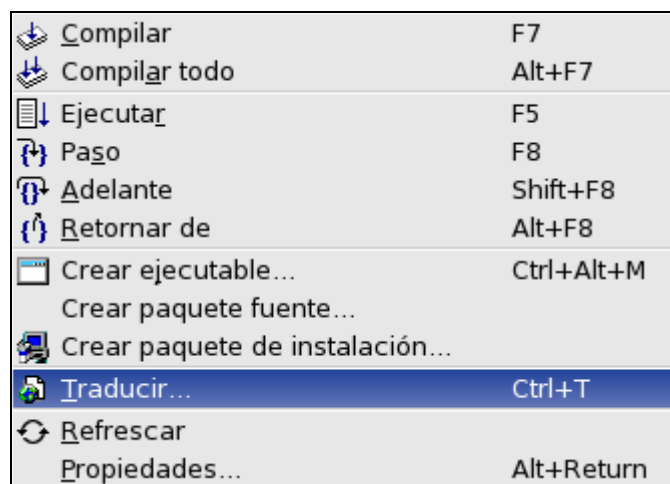 Compilar F7
Compilar todo Alt+F7
Ejecutar F5
Paso F8
Adelante Shift+F8
Retornar de Alt+F8
Crear ejecutable... Ctrl+Alt+M
Crear paquete fuente...
Crear paquete de instalación...
Traducir... Ctrl+T
Refrescar
Propiedades... Alt+Return